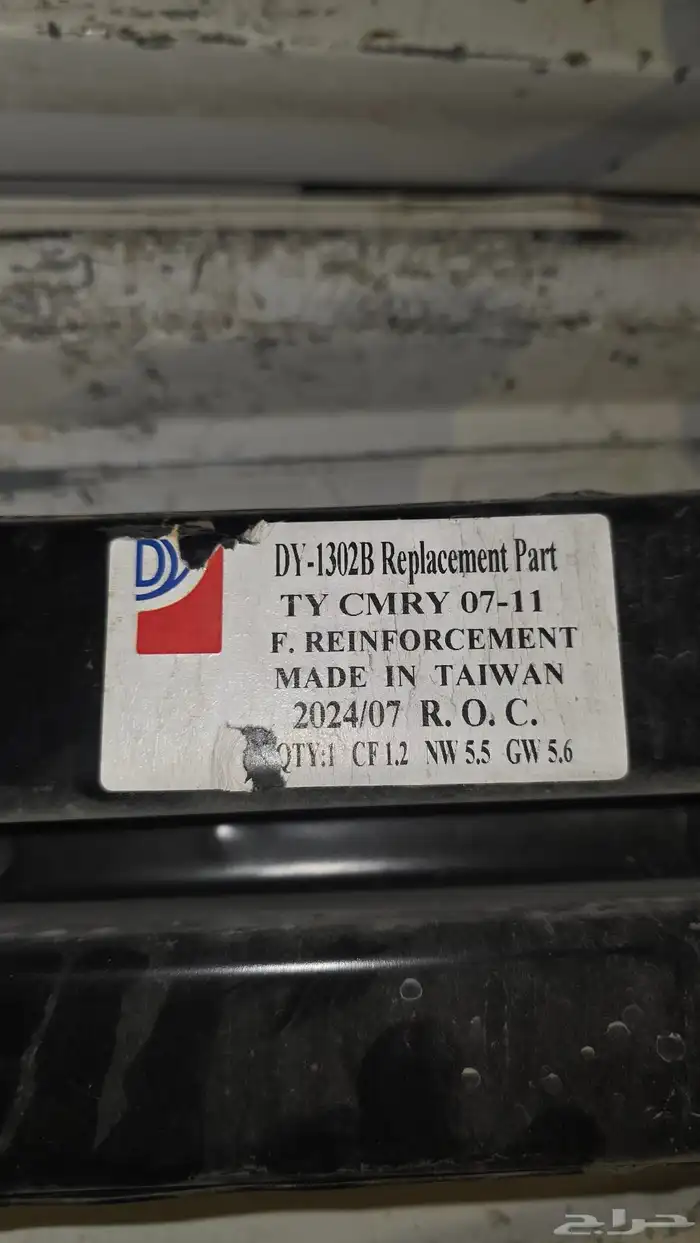 DY
DY-1302B Replacement Part
TY CMRY 07-11
F. REINFORCEMENT
MADE IN TAIWAN
2024/07 R. O. C.
QTY:1 CF 1.2 NW 5.5 GW 5.6
حراج